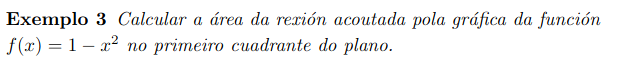 Exemplo 3 Calcular a área da rexión acoutada pola gráfica da función
f(x) = 1 − x² no primeiro cuadrante do plano.